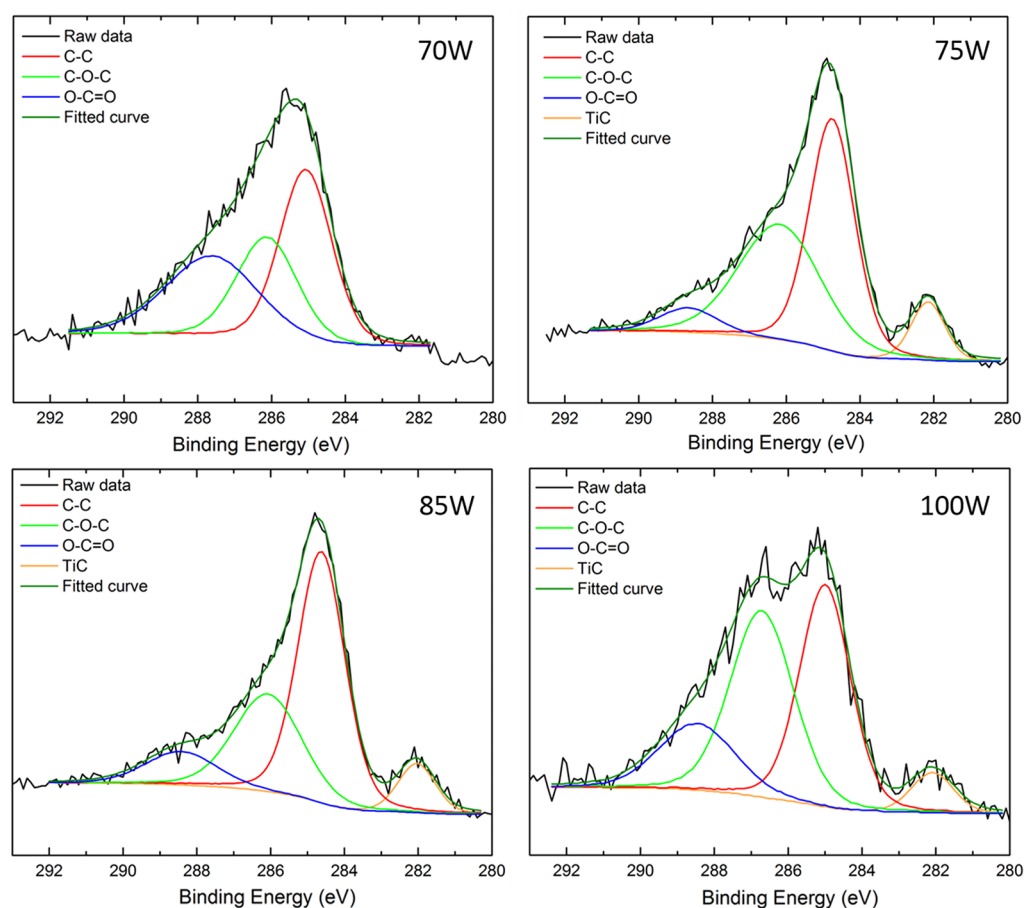 Raw data
C-C
C-O-C
O-C=O
Fitted curve
70W
292 290 288 286 284 282 280
Binding Energy (eV)
Raw data
C-C
C-O-C
O-C=O
TiC
Fitted curve
75W
292 290 288 286 284 282 280
Binding Energy (eV)
Raw data
C-C
C-O-C
O-C=O
TiC
Fitted curve
85W
292 290 288 286 284 282 280
Binding Energy (eV)
Raw data
C-C
C-O-C
O-C=O
TiC
Fitted curve
100W
292 290 288 286 284 282 280
Binding Energy (eV)